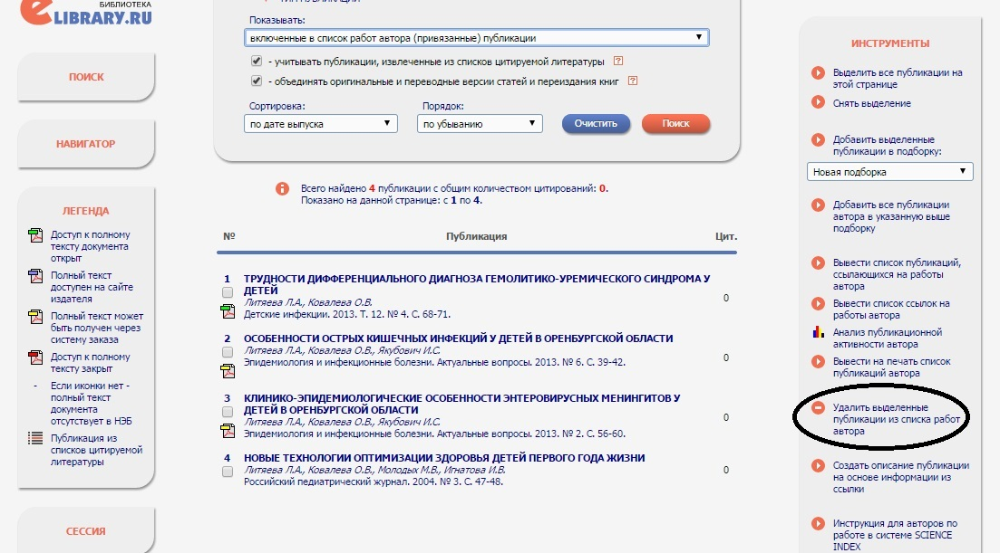 БИБЛИОТЕКА
eLIBRARY.RU
ПОИСК
НАВИГАТОР
ЛЕГЕНДА
Доступ к полному
тексту документа
открыт
Полный текст
доступен на сайте
издателя
Полный текст может
быть получен через
систему заказа
Доступ к полному
тексту закрыт
- Если иконки нет -
полный текст
документа
отсутствует в НЭБ
Публикация из
списков цитируемой
литературы
СЕССИЯ
Показывать:
включенные в список работ автора (привязанные) публикации
- учитывать публикации, извлеченные из списков цитируемой литературы ?
- объединять оригинальные и переводные версии статей и переиздания книг ?
Сортировка: Порядок:
по дате выпуска по убыванию Очистить Поиск
Всего найдено 4 публикации с общим количеством цитирований: 0.
Показано на данной странице: с 1 по 4.
№ Публикация Цит.
1 ТРУДНОСТИ ДИФФЕРЕНЦИАЛЬНОГО ДИАГНОЗА ГЕМОЛИТИКО-УРЕМИЧЕСКОГО СИНДРОМА У
ДЕТЕЙ
Литяева Л.А., Ковалева О.В. 0
Детские инфекции. 2013. Т. 12. № 4. С. 68-71.
2 ОСОБЕННОСТИ ОСТРЫХ КИШЕЧНЫХ ИНФЕКЦИЙ У ДЕТЕЙ В ОРЕНБУРГСКОЙ ОБЛАСТИ
Литяева Л.А., Ковалева О.В., Якубович И.С. 0
Эпидемиология и инфекционные болезни. Актуальные вопросы. 2013. № 6. С. 39-42.
3 КЛИНИКО-ЭПИДЕМИОЛОГИЧЕСКИЕ ОСОБЕННОСТИ ЭНТЕРОВИРУСНЫХ МЕНИНГИТОВ У
ДЕТЕЙ В ОРЕНБУРГСКОЙ ОБЛАСТИ
Литяева Л.А., Ковалева О.В., Якубович И.С. 0
Эпидемиология и инфекционные болезни. Актуальные вопросы. 2013. № 2. С. 56-60.
4 НОВЫЕ ТЕХНОЛОГИИ ОПТИМИЗАЦИИ ЗДОРОВЬЯ ДЕТЕЙ ПЕРВОГО ГОДА ЖИЗНИ
Литяева Л.А., Ковалева О.В., Молодых М.В., Игнатова И.В. 0
Российский педиатрический журнал. 2004. № 3. С. 47-48.
ИНСТРУМЕНТЫ
Выделить все публикации на
этой странице
Снять выделение
Добавить выделенные
публикации в подборку:
Новая подборка
Добавить все публикации
автора в указанную выше
подборку
Вывести список публикаций,
ссылающихся на работы
автора
Вывести список ссылок на
работы автора
Анализ публикационной
активности автора
Вывести на печать список
публикаций автора
Удалить выделенные
публикации из списка работ
автора
Создать описание публикации
на основе информации из
ссылки
Инструкция для авторов по
работе в системе SCIENCE
INDEX